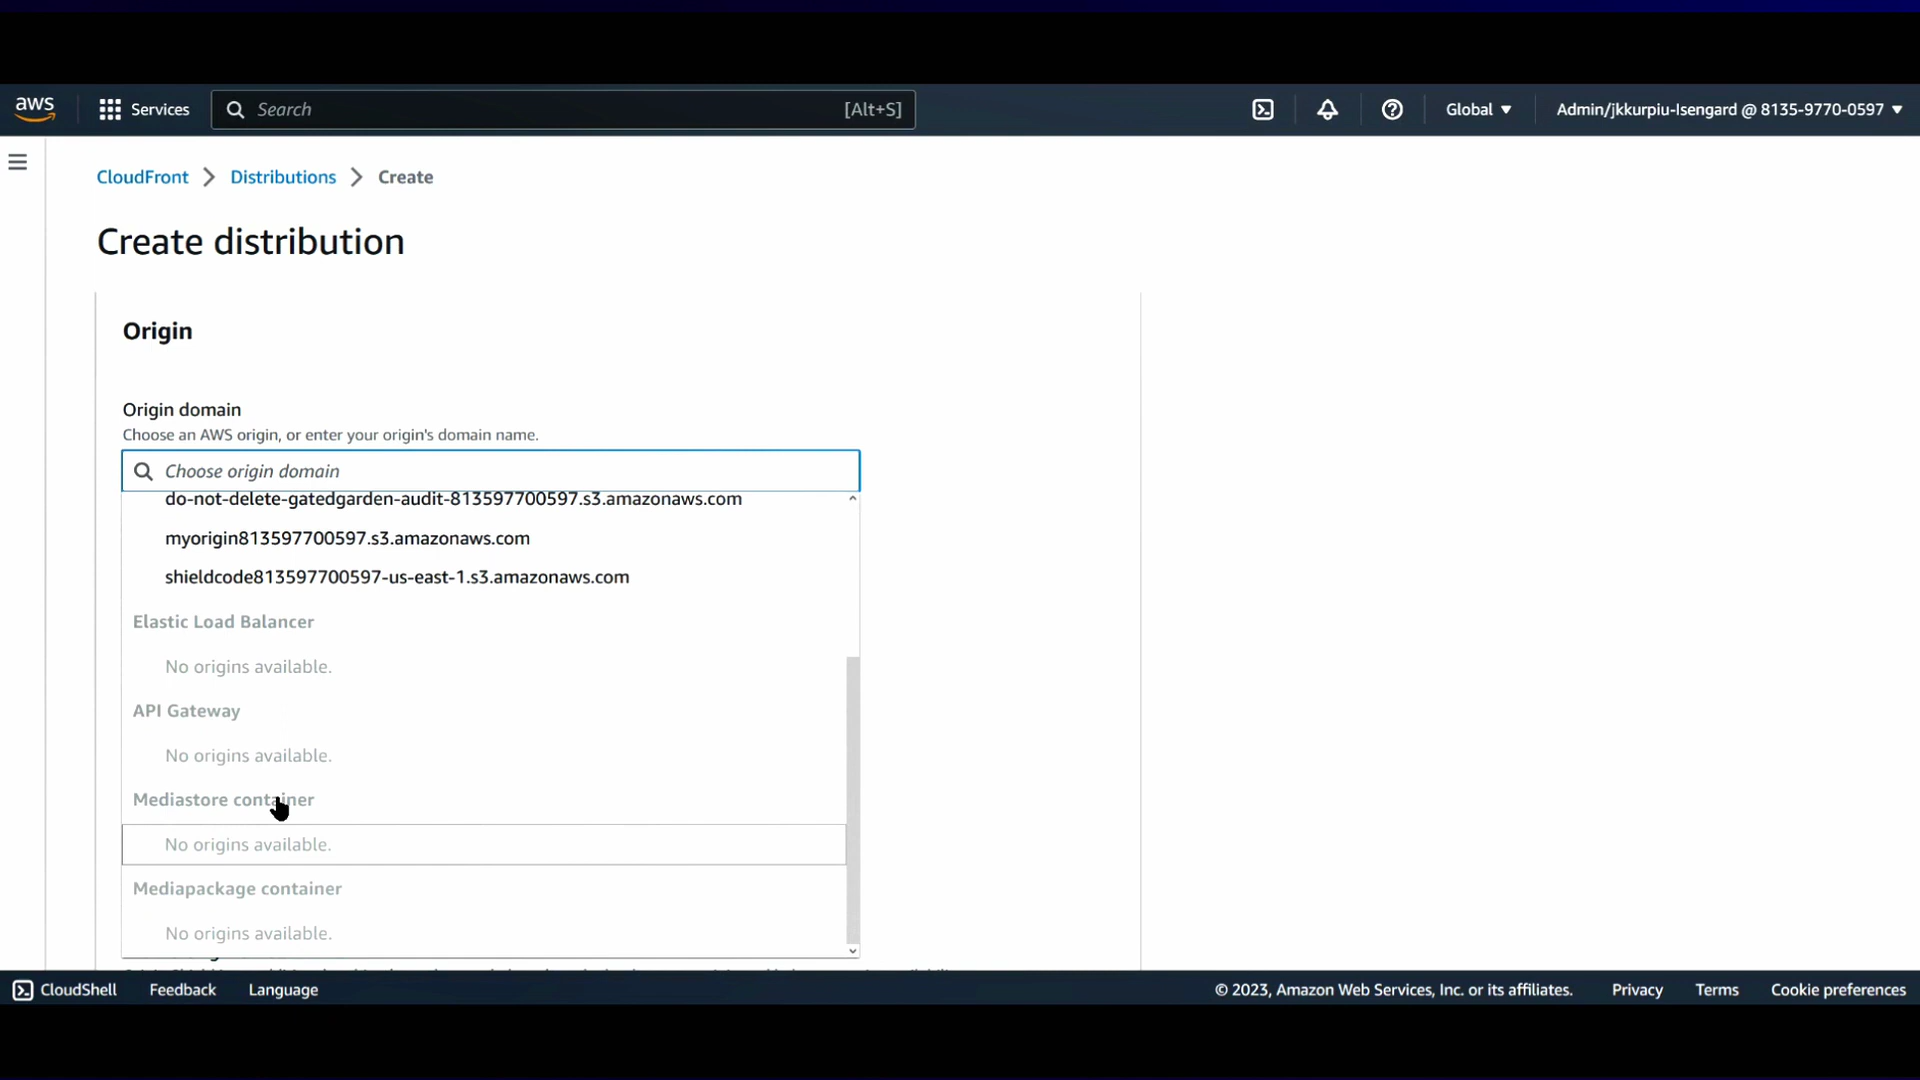 aws
Services
Search
[Alt+S]
Global
Admin/jkkurpiu-Isengard @ 8135-9770-0597
CloudFront
Distributions
Create
Create distribution
Origin
Origin domain
Choose an AWS origin, or enter your origin's domain name.
Choose origin domain
do-not-delete-gatedgarden-audit-813597700597.s3.amazonaws.com
myorigin813597700597.s3.amazonaws.com
shieldcode813597700597-us-east-1.s3.amazonaws.com
Elastic Load Balancer
No origins available.
API Gateway
No origins available.
Mediastore container
No origins available.
Mediapackage container
No origins available.
CloudShell
Feedback
Language
© 2023, Amazon Web Services, Inc. or its affiliates.
Privacy
Terms
Cookie preferences